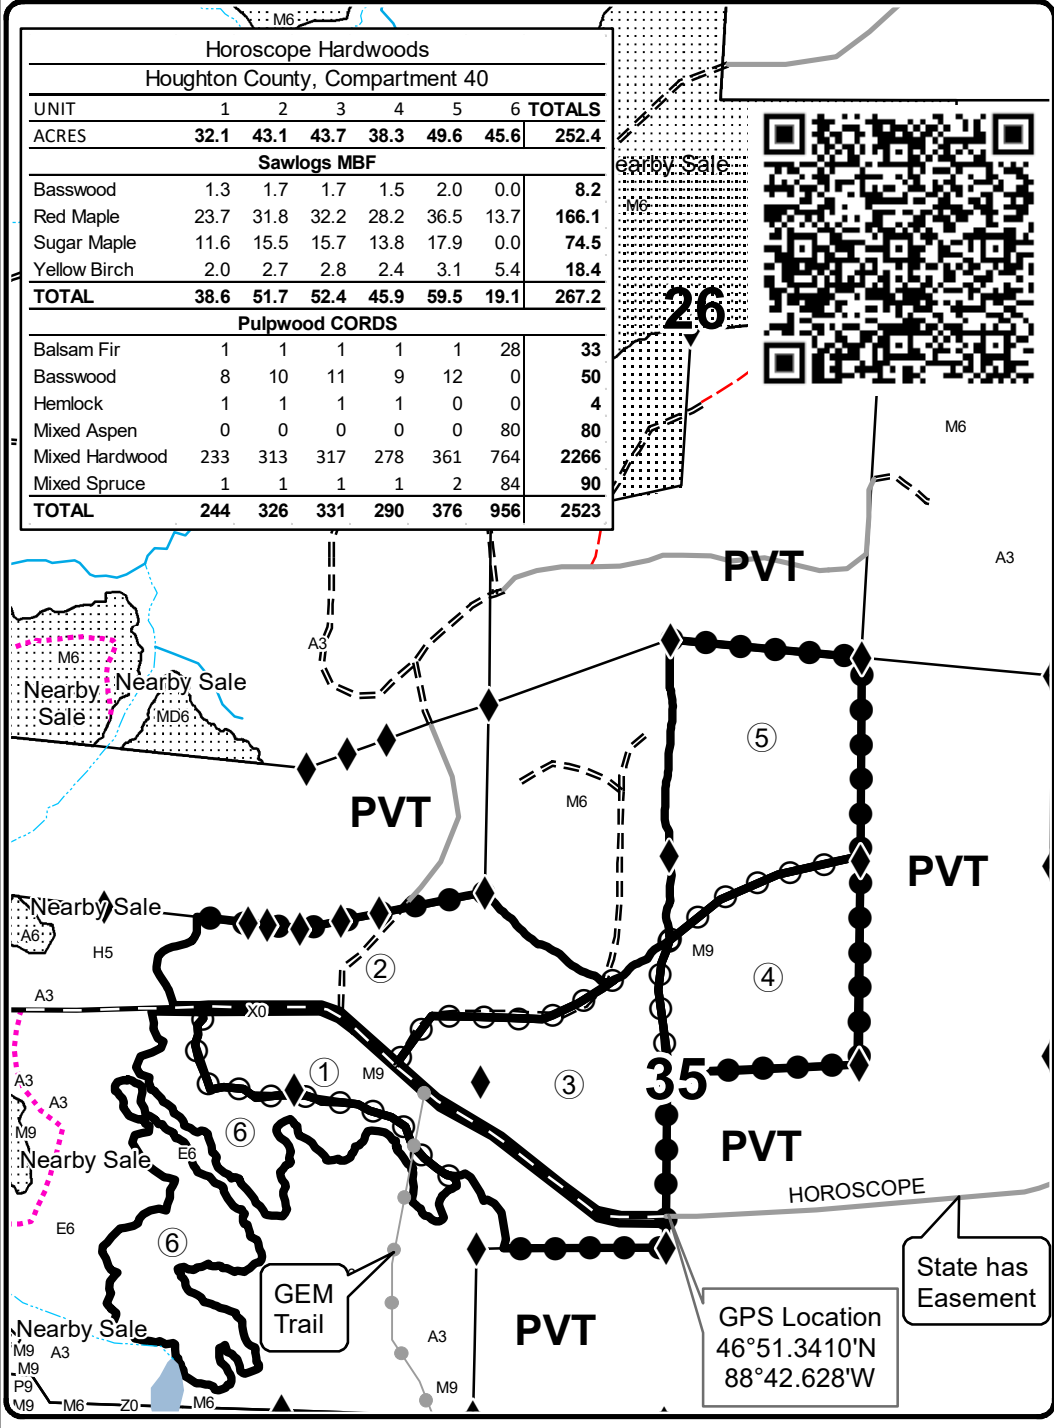 M6
Horoscope Hardwoods
Houghton County, Compartment 40
UNIT 1 2 3 4 5 6 TOTALS
ACRES 32.1 43.1 43.7 38.3 49.6 45.6 252.4
Sawlogs MBF
Basswood 1.3 1.7 1.7 1.5 2.0 0.0 8.2
Red Maple 23.7 31.8 32.2 28.2 36.5 13.7 166.1
Sugar Maple 11.6 15.5 15.7 13.8 17.9 0.0 74.5
Yellow Birch 2.0 2.7 2.8 2.4 3.1 5.4 18.4
TOTAL 38.6 51.7 52.4 45.9 59.5 19.1 267.2
Pulpwood CORDS
Balsam Fir 1 1 1 1 1 28 33
Basswood 8 10 11 9 12 0 50
Hemlock 1 1 1 1 0 0 4
Mixed Aspen 0 0 0 0 0 80 80
Mixed Hardwood 233 313 317 278 361 764 2266
Mixed Spruce 1 1 1 1 2 84 90
TOTAL 244 326 331 290 376 956 2523
earby Sale
M6
26
M6
PVT
A3
A3
M6
Nearby
Sale
Nearby Sale
MD6
5
M6
PVT
PVT
Nearby Sale
A6
H5
M9
2
4
A3
X0
1
M9
35
3
A3
A3
M9
6
E6
Nearby Sale
PVT
HOROSCOPE
E6
6
State has
Easement
GEM
Trail
GPS Location
46°51.3410'N
88°42.628'W
Nearby Sale
PVT
A3
M9
A3
M9
P9
M9
M9
M6
Z0
M6